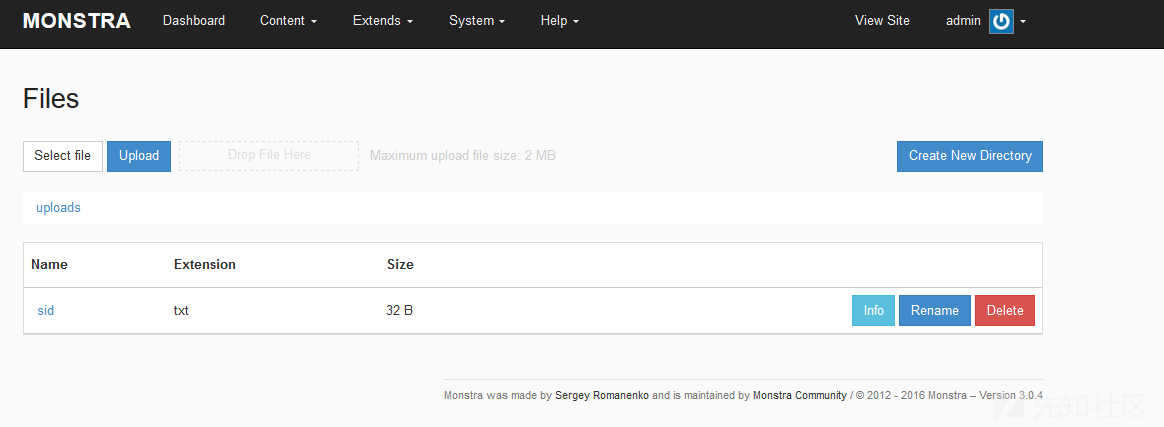 MONSTRA Dashboard Content Extends System Help View Site admin
Files
Select file Upload Drop File Here Maximum upload file size: 2 MB Create New Directory
uploads
Name Extension Size
sid txt 32 B Info Rename Delete
Monstra was made by Sergey Romanenko and is maintained by Monstra Community / © 2012 - 2016 Monstra – Version 3.0.4
先知社区